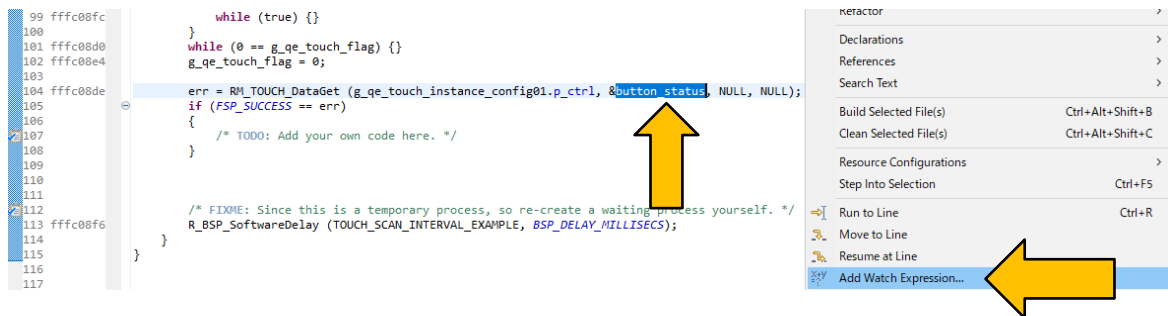 99 fffc08fc while (true) {}
100 }
101 fffc08d0 while (0 == g_qe_touch_flag) {}
102 fffc08e4 g_qe_touch_flag = 0;
103
104 fffc08de err = RM_TOUCH_DataGet (g_qe_touch_instance_config01.p_ctrl, &button_status, NULL, NULL);
105 if (FSP_SUCCESS == err)
106 {
107 /* TODO: Add your own code here. */
108 }
109
110
111
112 /* FIXME: Since this is a temporary process, so re-create a waiting process yourself. */
113 fffc08f6 R_BSP_SoftwareDelay (TOUCH_SCAN_INTERVAL_EXAMPLE, BSP_DELAY_MILLISECS);
114 }
115 }
116
117
Refactor >
Declarations >
References >
Search Text >
Build Selected File(s) Ctrl+Alt+Shift+B
Clean Selected File(s) Ctrl+Alt+Shift+C
Resource Configurations >
Step Into Selection Ctrl+F5
Run to Line Ctrl+R
Move to Line
Resume at Line
X+Y =? Add Watch Expression...